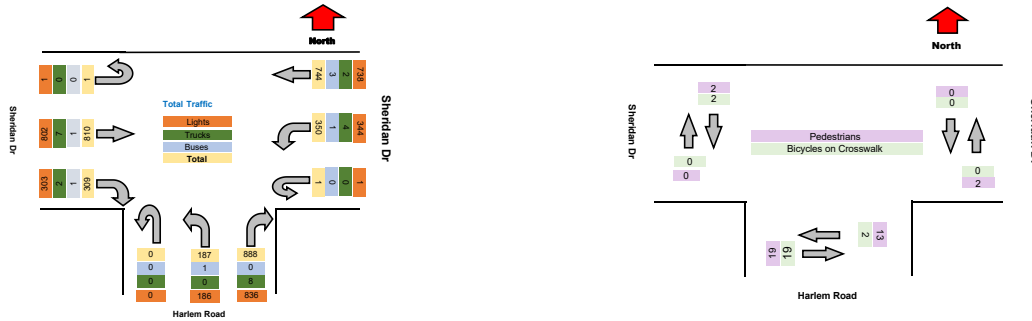 North
1 0 0 1
744 3 2 738
Sheridan Dr
Total Traffic
Lights
Trucks
Buses
Total
802 7 1 810
350 1 4 344
Sheridan Dr
303 2 1 309
1 0 0 1
0 187 888
0 1 0
0 0 8
0 186 836
Harlem Road
North
2
2
0
0
Sheridan Dr
Pedestrians
Bicycles on Crosswalk
0
0
0
2
2 13
19 19
Harlem Road